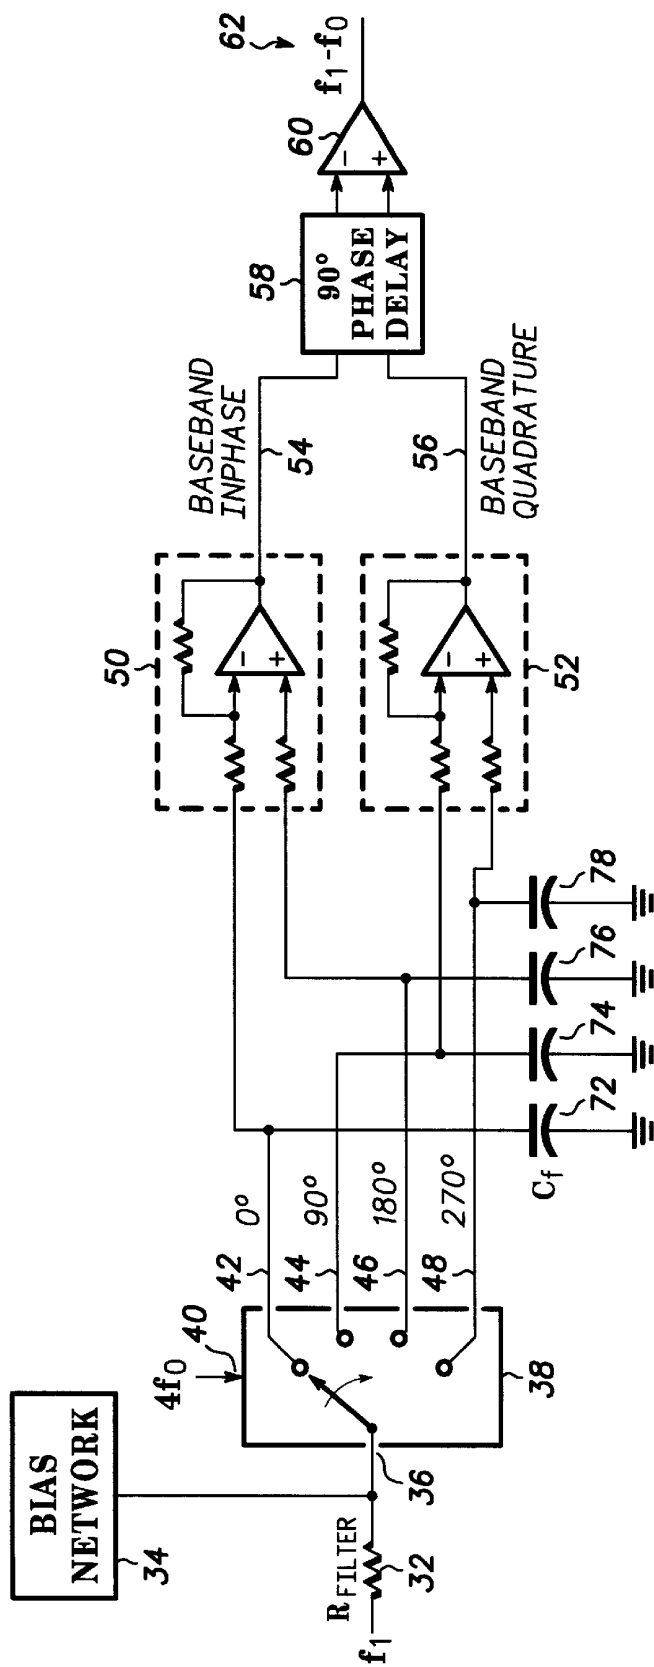 BIAS
NETWORK
34
R FILTER
f1
32
36
4f0
40
38
42
0°
44
90°
46
180°
48
270°
Cf
72
74
76
78
50
-
+
52
-
+
BASEBAND
INPHASE
54
56
BASEBAND
QUADRATURE
58
90°
PHASE
DELAY
60
-
+
f1-f0
62